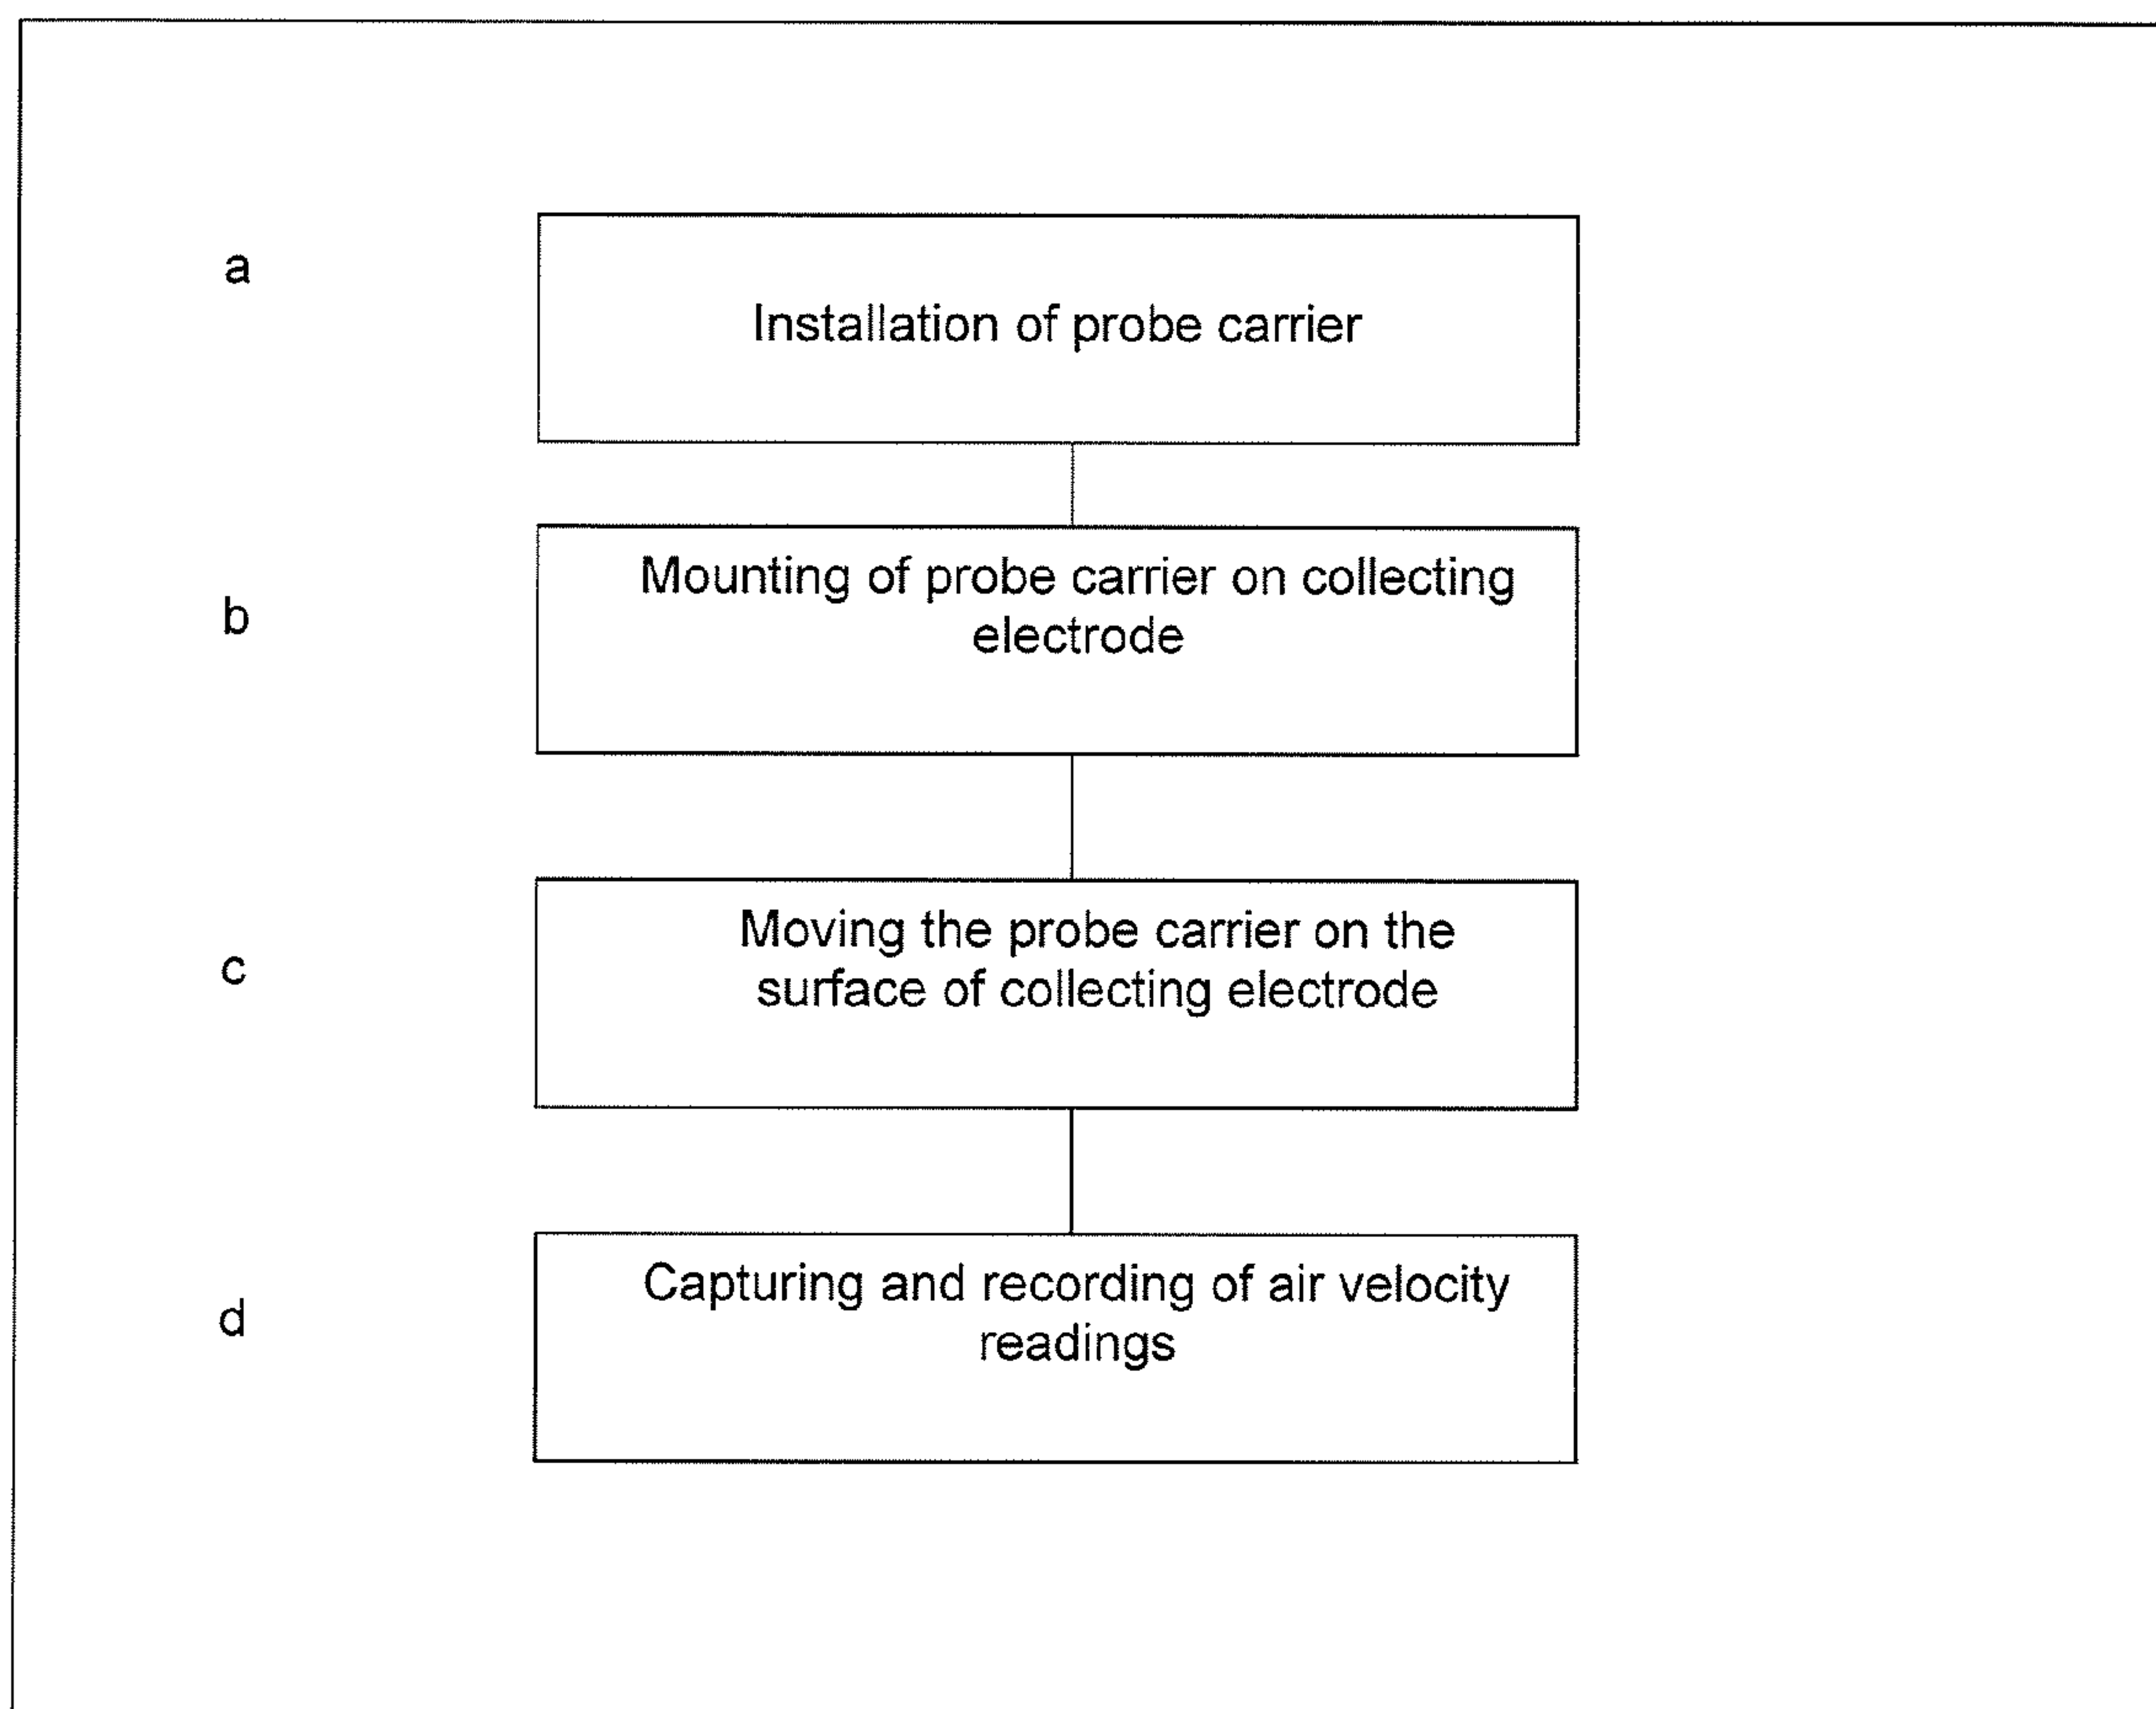 a
Installation of probe carrier
b
Mounting of probe carrier on collecting
electrode
c
Moving the probe carrier on the
surface of collecting electrode
d
Capturing and recording of air velocity
readings